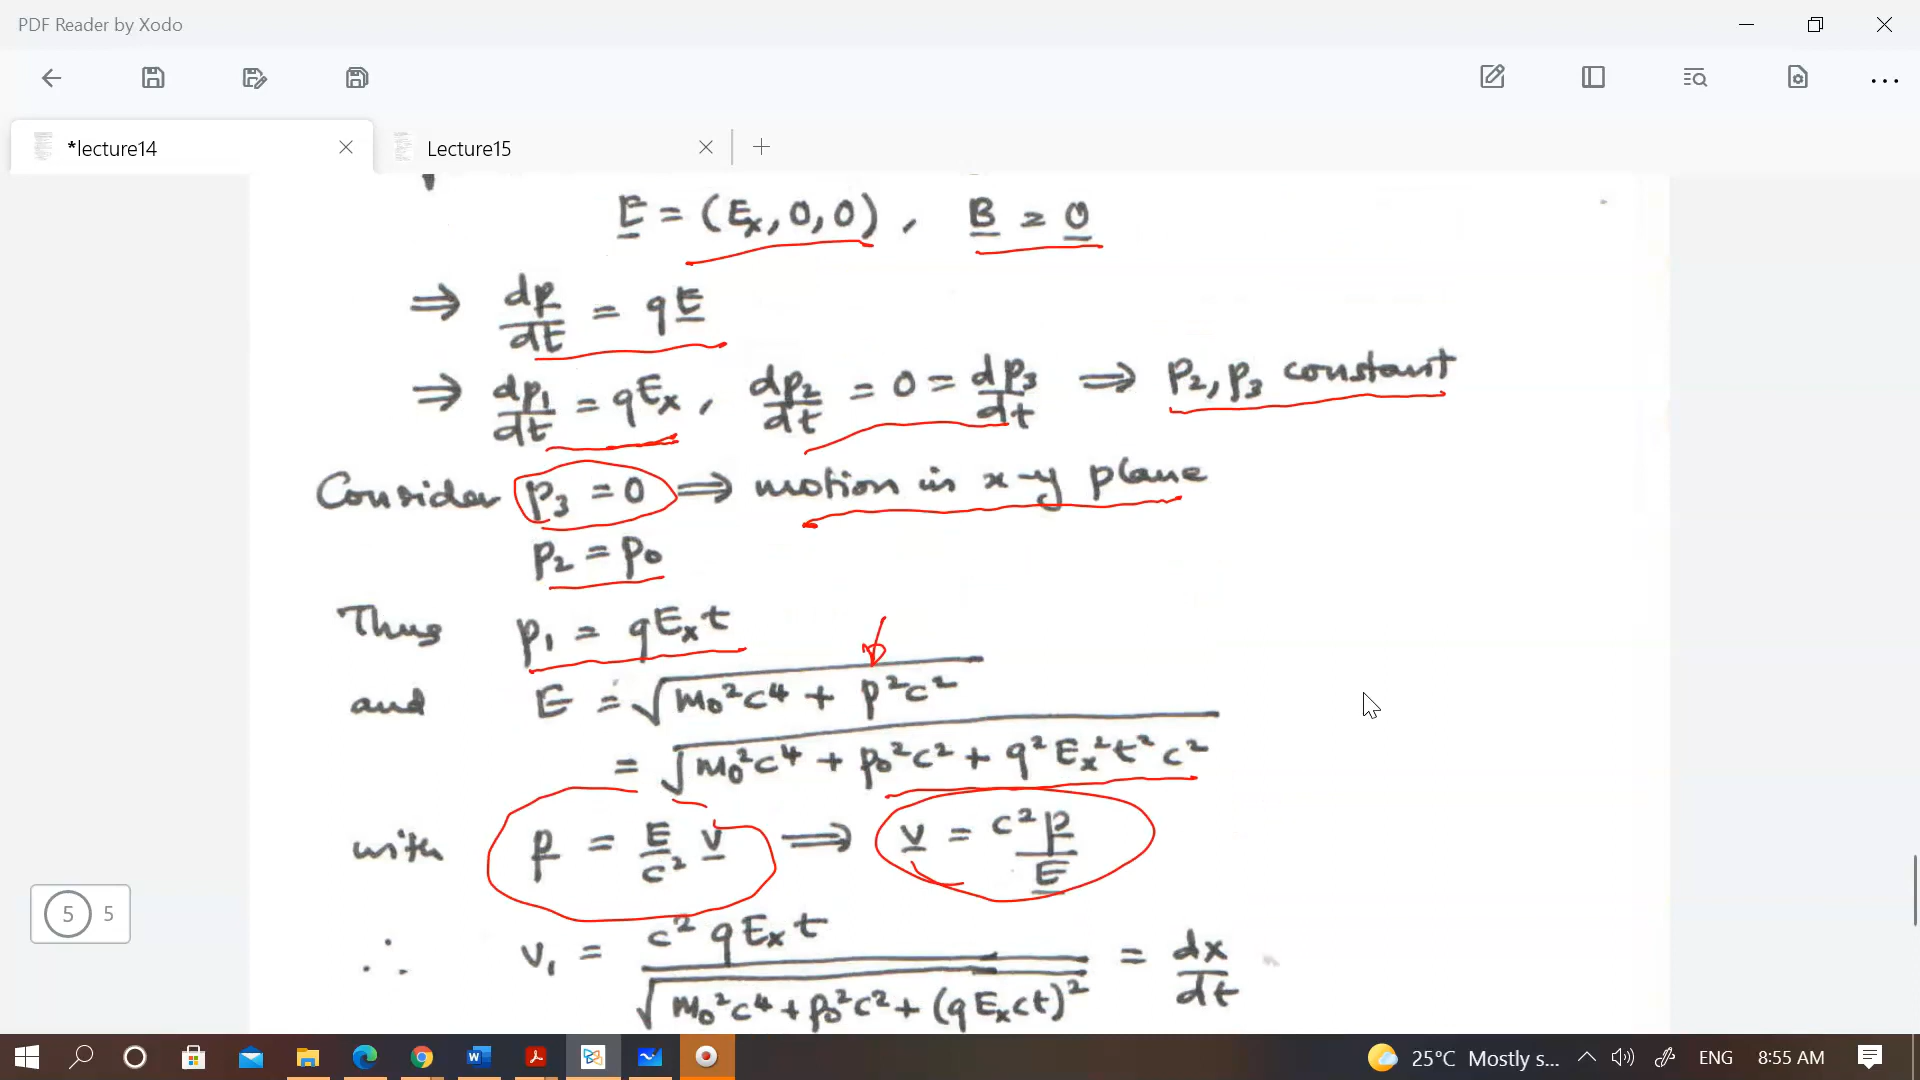 PDF Reader by Xodo
*lecture14
Lecture15
E = (Eₓ, 0, 0) , B = 0
⇒ dp/dt = qE
⇒ dp₁/dt = qEₓ , dp₂/dt = 0 = dp₃/dt ⇒ p₂, p₃ constant
Consider p₃ = 0 ⇒ motion in x-y plane
p₂ = p₀
Thus p₁ = qEₓt
and E = √(m₀²c⁴ + p²c²)
= √(m₀²c⁴ + p₀²c² + q²Eₓ²t²c²)
with p = E/c² v ⇒ v = c²p/E
∴ v₁ = c²qEₓt/√(m₀²c⁴ + p₀²c² + (qEₓct)²) = dx/dt
5 5
25°C Mostly s... ENG 8:55 AM